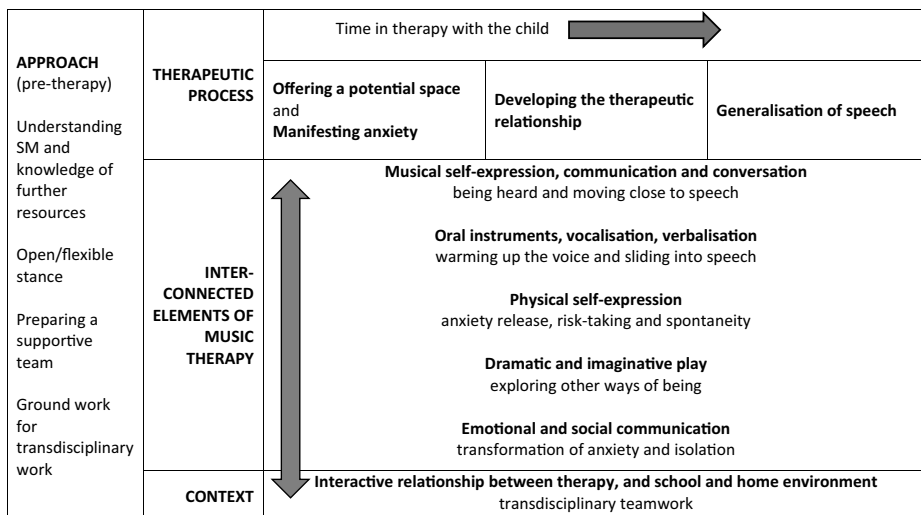 APPROACH
(pre-therapy)
Understanding
SM and
knowledge of
further
resources
Open/flexible
stance
Preparing a
supportive
team
Ground work
for
transdisciplinary
work
THERAPEUTIC
PROCESS
Time in therapy with the child
Offering a potential space
and
Manifesting anxiety
Developing the therapeutic
relationship
Generalisation of speech
INTER-
CONNECTED
ELEMENTS OF
MUSIC
THERAPY
Musical self-expression, communication and conversation
being heard and moving close to speech
Oral instruments, vocalisation, verbalisation
warming up the voice and sliding into speech
Physical self-expression
anxiety release, risk-taking and spontaneity
Dramatic and imaginative play
exploring other ways of being
Emotional and social communication
transformation of anxiety and isolation
CONTEXT
Interactive relationship between therapy, and school and home environment
transdisciplinary teamwork